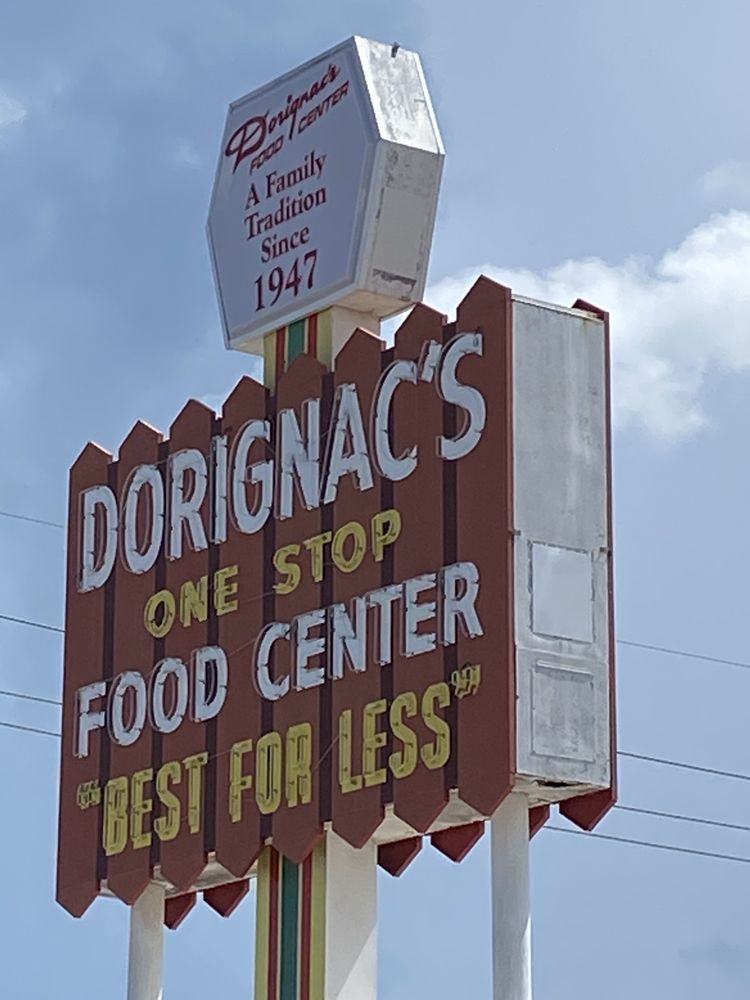 Dorignac's
FOOD CENTER
A Family
Tradition
Since
1947
DORIGNAC'S
ONE STOP
FOOD CENTER
"BEST FOR LESS"